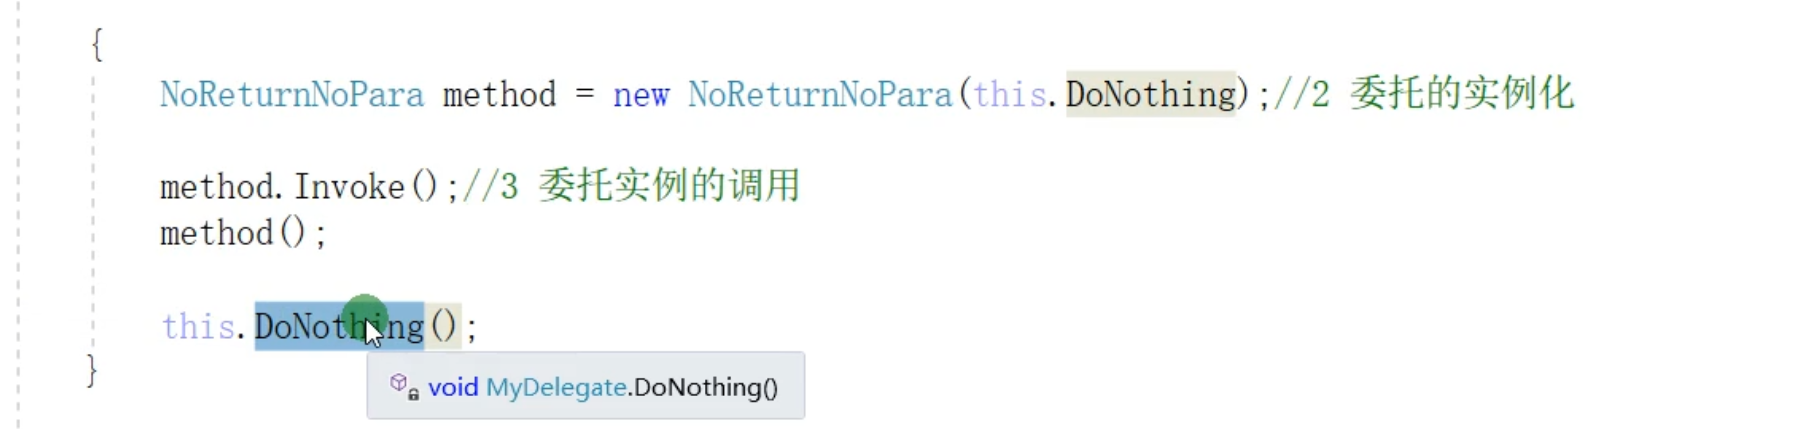 {
NoReturnNoPara method = new NoReturnNoPara(this.DoNothing);//2 委托的实例化
method.Invoke();//3 委托实例的调用
method();
this.DoNothing();
}
void MyDelegate.DoNothing()